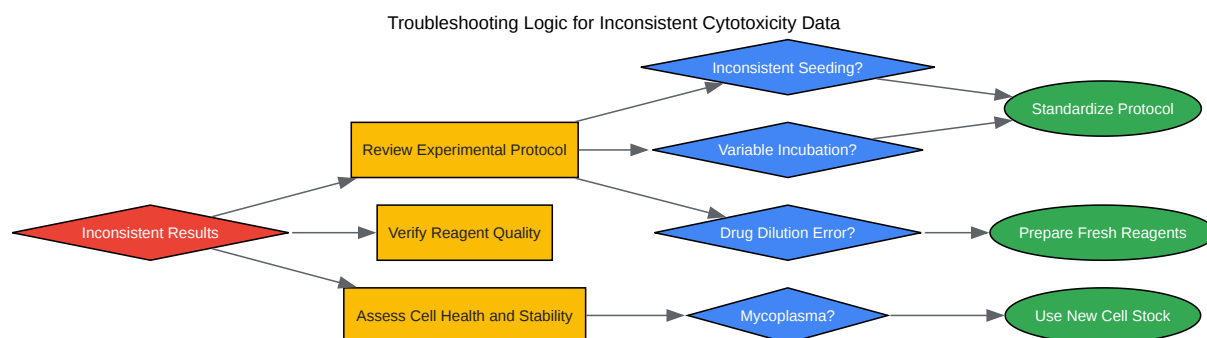 Troubleshooting Logic for Inconsistent Cytotoxicity Data
Inconsistent Seeding?
Standardize Protocol
Review Experimental Protocol
Variable Incubation?
Inconsistent Results
Verify Reagent Quality
Drug Dilution Error?
Prepare Fresh Reagents
Assess Cell Health and Stability
Mycoplasma?
Use New Cell Stock